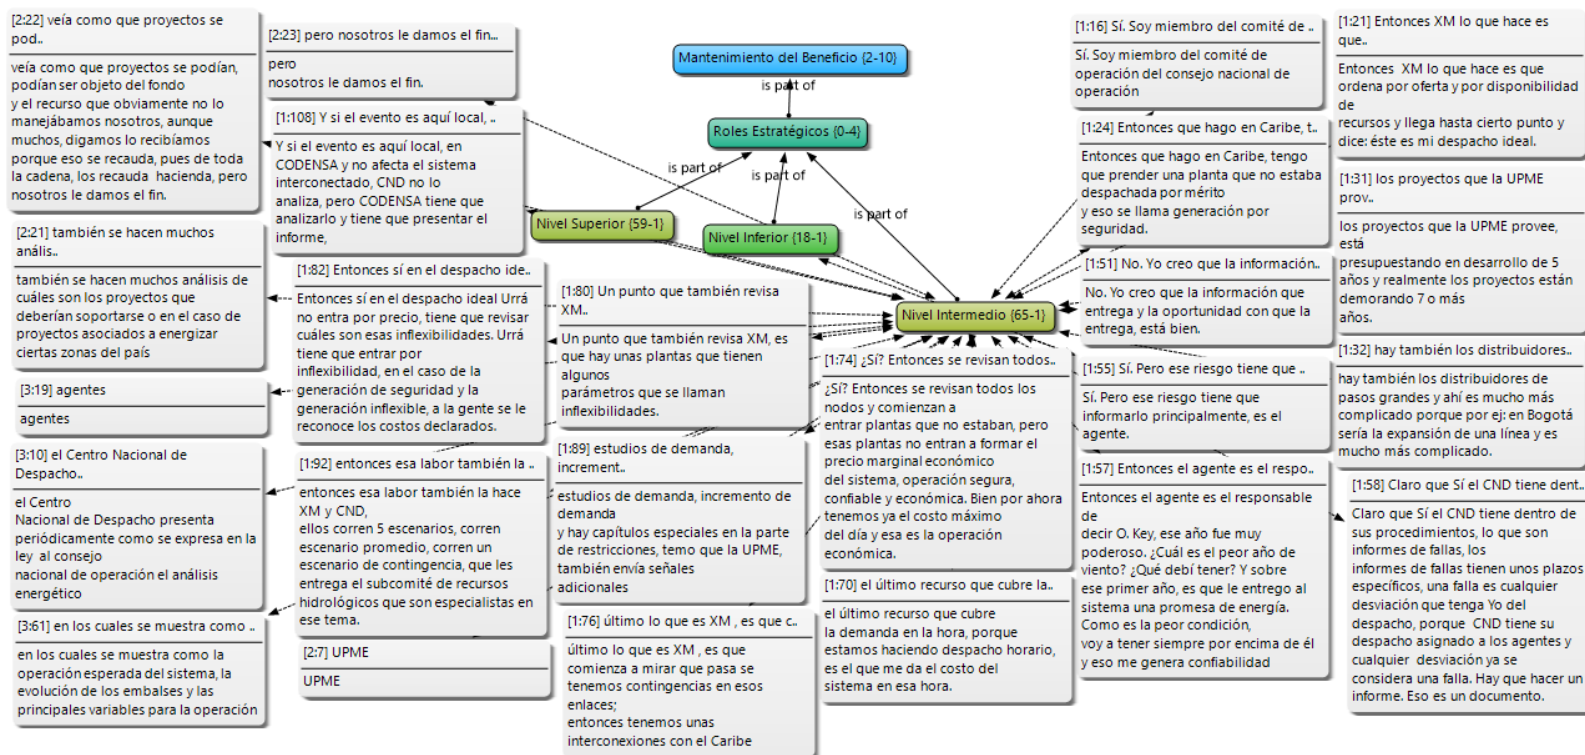 [2:22] veía como que proyectos se
pod..
veía como que proyectos se podían,
podían ser objeto del fondo
y el recurso que obviamente no lo
manejábamos nosotros, aunque
muchos, digamos lo recibíamos
porque eso se recauda, pues de toda
la cadena, los recauda hacienda, pero
nosotros le damos el fin.
[2:23] pero nosotros le damos el fin...
pero
nosotros le damos el fin.
[1:108] Y si el evento es aquí local, ..
Y si el evento es aquí local, en
CODENSA y no afecta el sistema
interconectado, CND no lo
analiza, pero CODENSA tiene que
analizarlo y tiene que presentar el
informe,
Mantenimiento del Beneficio {2-10}
is part of
Roles Estratégicos {0-4}
is part of
is part of
is part of
Nivel Superior {59-1}
Nivel Inferior {18-1}
Nivel Intermedio {65-1}
[1:16] Sí. Soy miembro del comité de ..
Sí. Soy miembro del comité de
operación del consejo nacional de
operación
[1:21] Entonces XM lo que hace es
que..
Entonces XM lo que hace es que
ordena por oferta y por disponibilidad
de
recursos y llega hasta cierto punto y
dice: éste es mi despacho ideal.
[1:24] Entonces que hago en Caribe, t..
Entonces que hago en Caribe, tengo
que prender una planta que no estaba
despachada por mérito
y eso se llama generación por
seguridad.
[1:31] los proyectos que la UPME
prov..
los proyectos que la UPME provee,
está
presupuestando en desarrollo de 5
años y realmente los proyectos están
demorando 7 o más
años.
[2:21] también se hacen muchos
anális..
también se hacen muchos análisis de
cuáles son los proyectos que
deberían soportarse o en el caso de
proyectos asociados a energizar
ciertas zonas del país
[1:82] Entonces sí en el despacho ide..
Entonces sí en el despacho ideal Urrá
no entra por precio, tiene que revisar
cuáles son esas inflexibilidades. Urrá
tiene que entrar por
inflexibilidad, en el caso de la
generación de seguridad y la
generación inflexible, a la gente se le
reconoce los costos declarados.
[1:80] Un punto que también revisa
XM..
Un punto que también revisa XM, es
que hay unas plantas que tienen
algunos
parámetros que se llaman
inflexibilidades.
[1:51] No. Yo creo que la información..
No. Yo creo que la información que
entrega y la oportunidad con que la
entrega, está bien.
[1:74] ¿Sí? Entonces se revisan todos..
¿Sí? Entonces se revisan todos los
nodos y comienzan a
entrar plantas que no estaban, pero
esas plantas no entran a formar el
precio marginal económico
del sistema, operación segura,
confiable y económica. Bien por ahora
tenemos ya el costo máximo
del día y esa es la operación
económica.
[1:55] Sí. Pero ese riesgo tiene que ..
Sí. Pero ese riesgo tiene que
informarlo principalmente, es el
agente.
[1:32] hay también los distribuidores..
hay también los distribuidores de
pasos grandes y ahí es mucho más
complicado porque por ej: en Bogotá
sería la expansión de una línea y es
mucho más complicado.
[3:19] agentes
agentes
[3:10] el Centro Nacional de
Despacho..
el Centro
Nacional de Despacho presenta
periódicamente como se expresa en la
ley al consejo
nacional de operación el análisis
energético
[1:92] entonces esa labor también la ..
entonces esa labor también la hace
XM y CND,
ellos corren 5 escenarios, corren
escenario promedio, corren un
escenario de contingencia, que les
entrega el subcomité de recursos
hidrológicos que son especialistas en
ese tema.
[1:89] estudios de demanda,
increment..
estudios de demanda, incremento de
demanda
y hay capítulos especiales en la parte
de restricciones, temo que la UPME,
también envía señales
adicionales
[1:57] Entonces el agente es el respo..
Entonces el agente es el responsable
de
decir O. Key, ese año fue muy
poderoso. ¿Cuál es el peor año de
viento? ¿Qué debí tener? Y sobre
ese primer año, es que le entrego al
sistema una promesa de energía.
Como es la peor condición,
voy a tener siempre por encima de él
y eso me genera confiabilidad
[1:58] Claro que Sí el CND tiene dent..
Claro que Sí el CND tiene dentro de
sus procedimientos, lo que son
informes de fallas, los
informes de fallas tienen unos plazos
específicos, una falla es cualquier
desviación que tenga Yo del
despacho, porque CND tiene su
despacho asignado a los agentes y
cualquier desviación ya se
considera una falla. Hay que hacer un
informe. Eso es un documento.
[1:70] el último recurso que cubre la..
el último recurso que cubre
la demanda en la hora, porque
estamos haciendo despacho horario,
es el que me da el costo del
sistema en esa hora.
[3:61] en los cuales se muestra como ..
en los cuales se muestra como la
operación esperada del sistema, la
evolución de los embalses y las
principales variables para la operación
[2:7] UPME
UPME
[1:76] último lo que es XM , es que c..
último lo que es XM , es que
comienza a mirar que pasa se
tenemos contingencias en esos
enlaces;
entonces tenemos unas
interconexiones con el Caribe